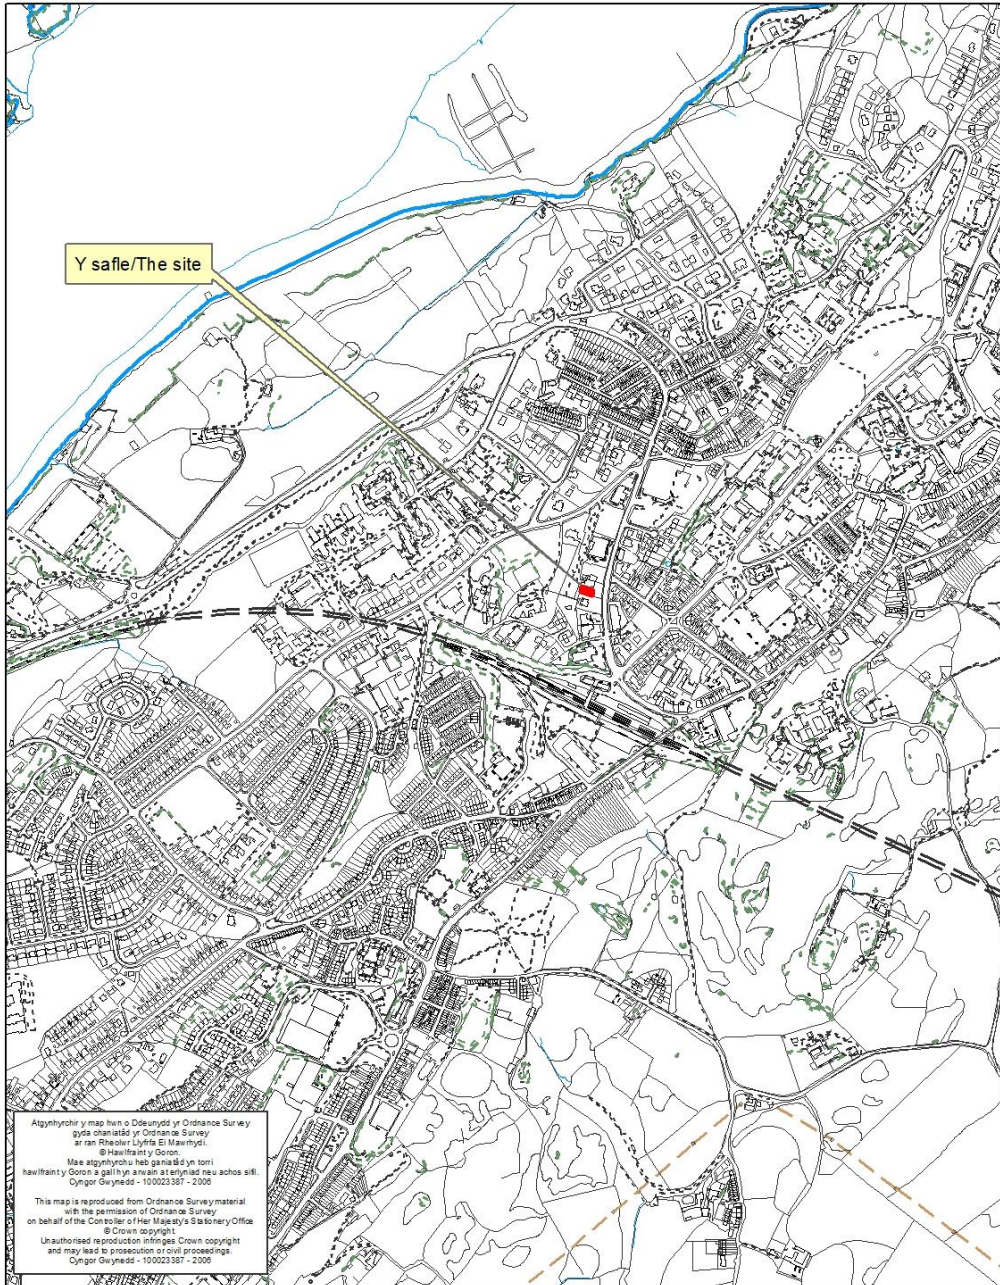 Y safle/The site
Atgynhyrchir y map hwn o Ddeunydd yr Ordnance Survey
gyda chaniatâd yr Ordnance Survey
ar ran Rheolwr Llyfrfa Ei Mawrhydi.
© Hawlfraint y Goron.
Mae atgynhyrchu heb ganiatâd yn torri
hawlfraint y Goron a gall hyn arwain at erlyniad neu achos sifil.
Cyngor Gwynedd - 100023387 - 2006
This map is reproduced from Ordnance Survey material
with the permission of Ordnance Survey
on behalf of the Controller of Her Majesty's Stationery Office
© Crown copyright.
Unauthorised reproduction infringes Crown copyright
and may lead to prosecution or civil proceedings.
Cyngor Gwynedd - 100023387 - 2006